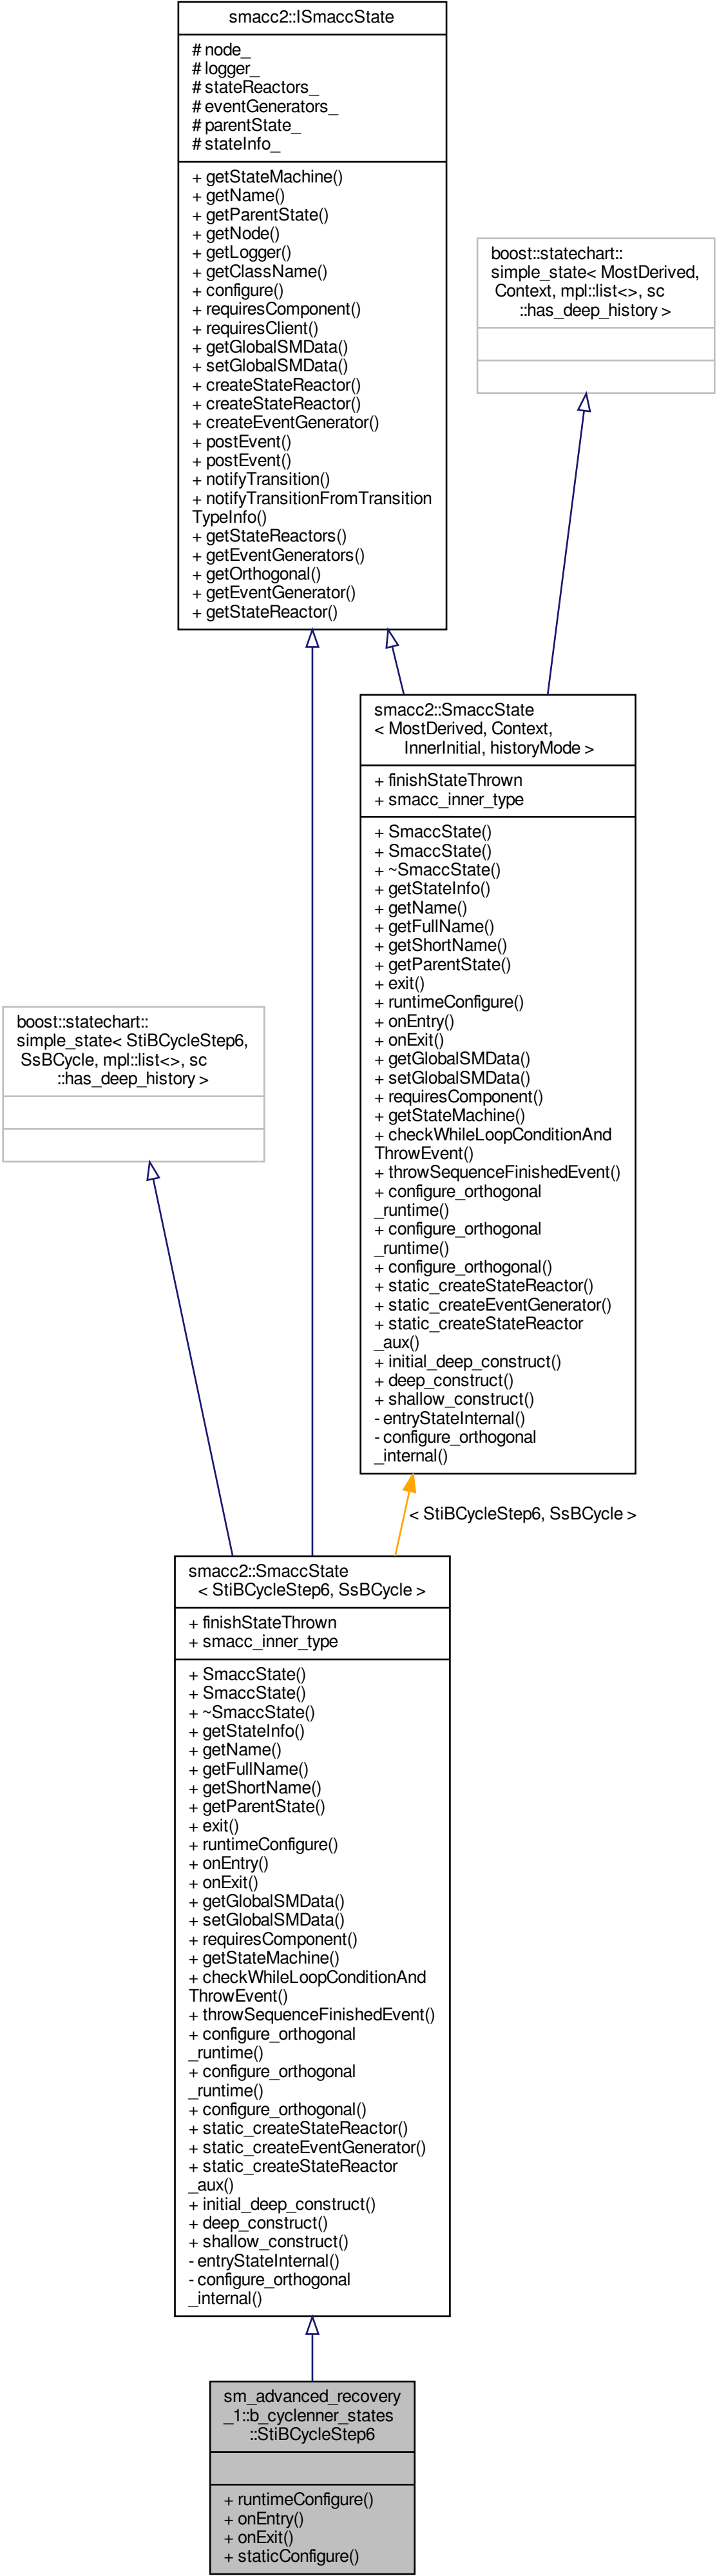 smacc2::ISmaccState
# node_
# logger_
# stateReactors_
# eventGenerators_
# parentState_
# stateInfo_
+ getStateMachine()
+ getName()
+ getParentState()
+ getNode()
+ getLogger()
+ getClassName()
+ configure()
+ requiresComponent()
+ requiresClient()
+ getGlobalSMData()
+ setGlobalSMData()
+ createStateReactor()
+ createStateReactor()
+ createEventGenerator()
+ postEvent()
+ postEvent()
+ notifyTransition()
+ notifyTransitionFromTransition
TypeInfo()
+ getStateReactors()
+ getEventGenerators()
+ getOrthogonal()
+ getEventGenerator()
+ getStateReactor()
boost::statechart::
simple_state< MostDerived,
Context, mpl::list<>, sc
::has_deep_history >
smacc2::SmaccState
< MostDerived, Context,
InnerInitial, historyMode >
+ finishStateThrown
+ smacc_inner_type
+ SmaccState()
+ SmaccState()
+ ~SmaccState()
+ getStateInfo()
+ getName()
+ getFullName()
+ getShortName()
+ getParentState()
+ exit()
+ runtimeConfigure()
+ onEntry()
+ onExit()
+ getGlobalSMData()
+ setGlobalSMData()
+ requiresComponent()
+ getStateMachine()
+ checkWhileLoopConditionAnd
ThrowEvent()
+ throwSequenceFinishedEvent()
+ configure_orthogonal
_runtime()
+ configure_orthogonal
_runtime()
+ configure_orthogonal()
+ static_createStateReactor()
+ static_createEventGenerator()
+ static_createStateReactor
_aux()
+ initial_deep_construct()
+ deep_construct()
+ shallow_construct()
- entryStateInternal()
- configure_orthogonal
_internal()
boost::statechart::
simple_state< StiBCycleStep6,
SsBCycle, mpl::list<>, sc
::has_deep_history >
< StiBCycleStep6, SsBCycle >
smacc2::SmaccState
< StiBCycleStep6, SsBCycle >
+ finishStateThrown
+ smacc_inner_type
+ SmaccState()
+ SmaccState()
+ ~SmaccState()
+ getStateInfo()
+ getName()
+ getFullName()
+ getShortName()
+ getParentState()
+ exit()
+ runtimeConfigure()
+ onEntry()
+ onExit()
+ getGlobalSMData()
+ setGlobalSMData()
+ requiresComponent()
+ getStateMachine()
+ checkWhileLoopConditionAnd
ThrowEvent()
+ throwSequenceFinishedEvent()
+ configure_orthogonal
_runtime()
+ configure_orthogonal
_runtime()
+ configure_orthogonal()
+ static_createStateReactor()
+ static_createEventGenerator()
+ static_createStateReactor
_aux()
+ initial_deep_construct()
+ deep_construct()
+ shallow_construct()
- entryStateInternal()
- configure_orthogonal
_internal()
sm_advanced_recovery
_1::b_cyclenner_states
::StiBCycleStep6
+ runtimeConfigure()
+ onEntry()
+ onExit()
+ staticConfigure()